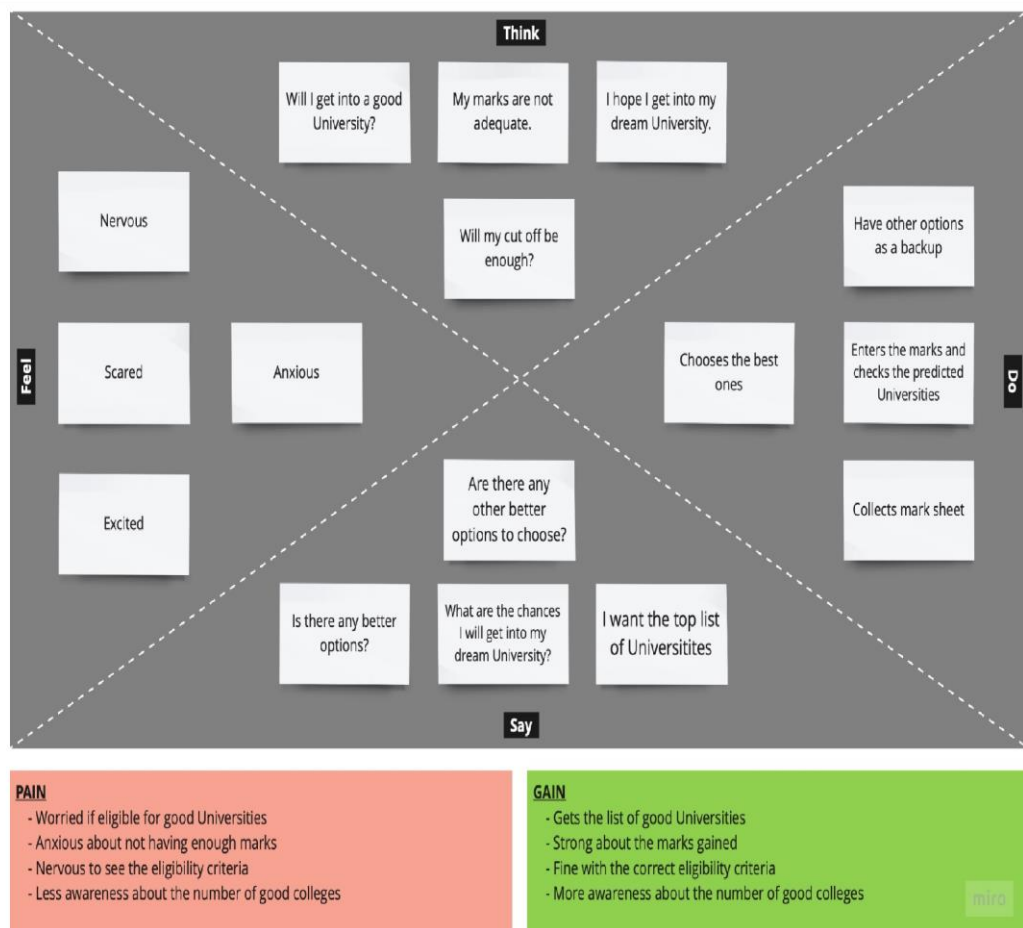 Think
Will I get into a good
University?
My marks are not
adequate.
I hope I get into my
dream University.
Will my cut off be
enough?
Feel
Nervous
Scared
Anxious
Excited
Do
Have other options
as a backup
Chooses the best
ones
Enters the marks and
checks the predicted
Universities
Collects mark sheet
Are there any
other better
options to choose?
Is there any better
options?
What are the chances
I will get into my
dream University?
I want the top list
of Universitites
Say
PAIN
- Worried if eligible for good Universities
- Anxious about not having enough marks
- Nervous to see the eligibility criteria
- Less awareness about the number of good colleges
GAIN
- Gets the list of good Universities
- Strong about the marks gained
- Fine with the correct eligibility criteria
- More awareness about the number of good colleges
miro